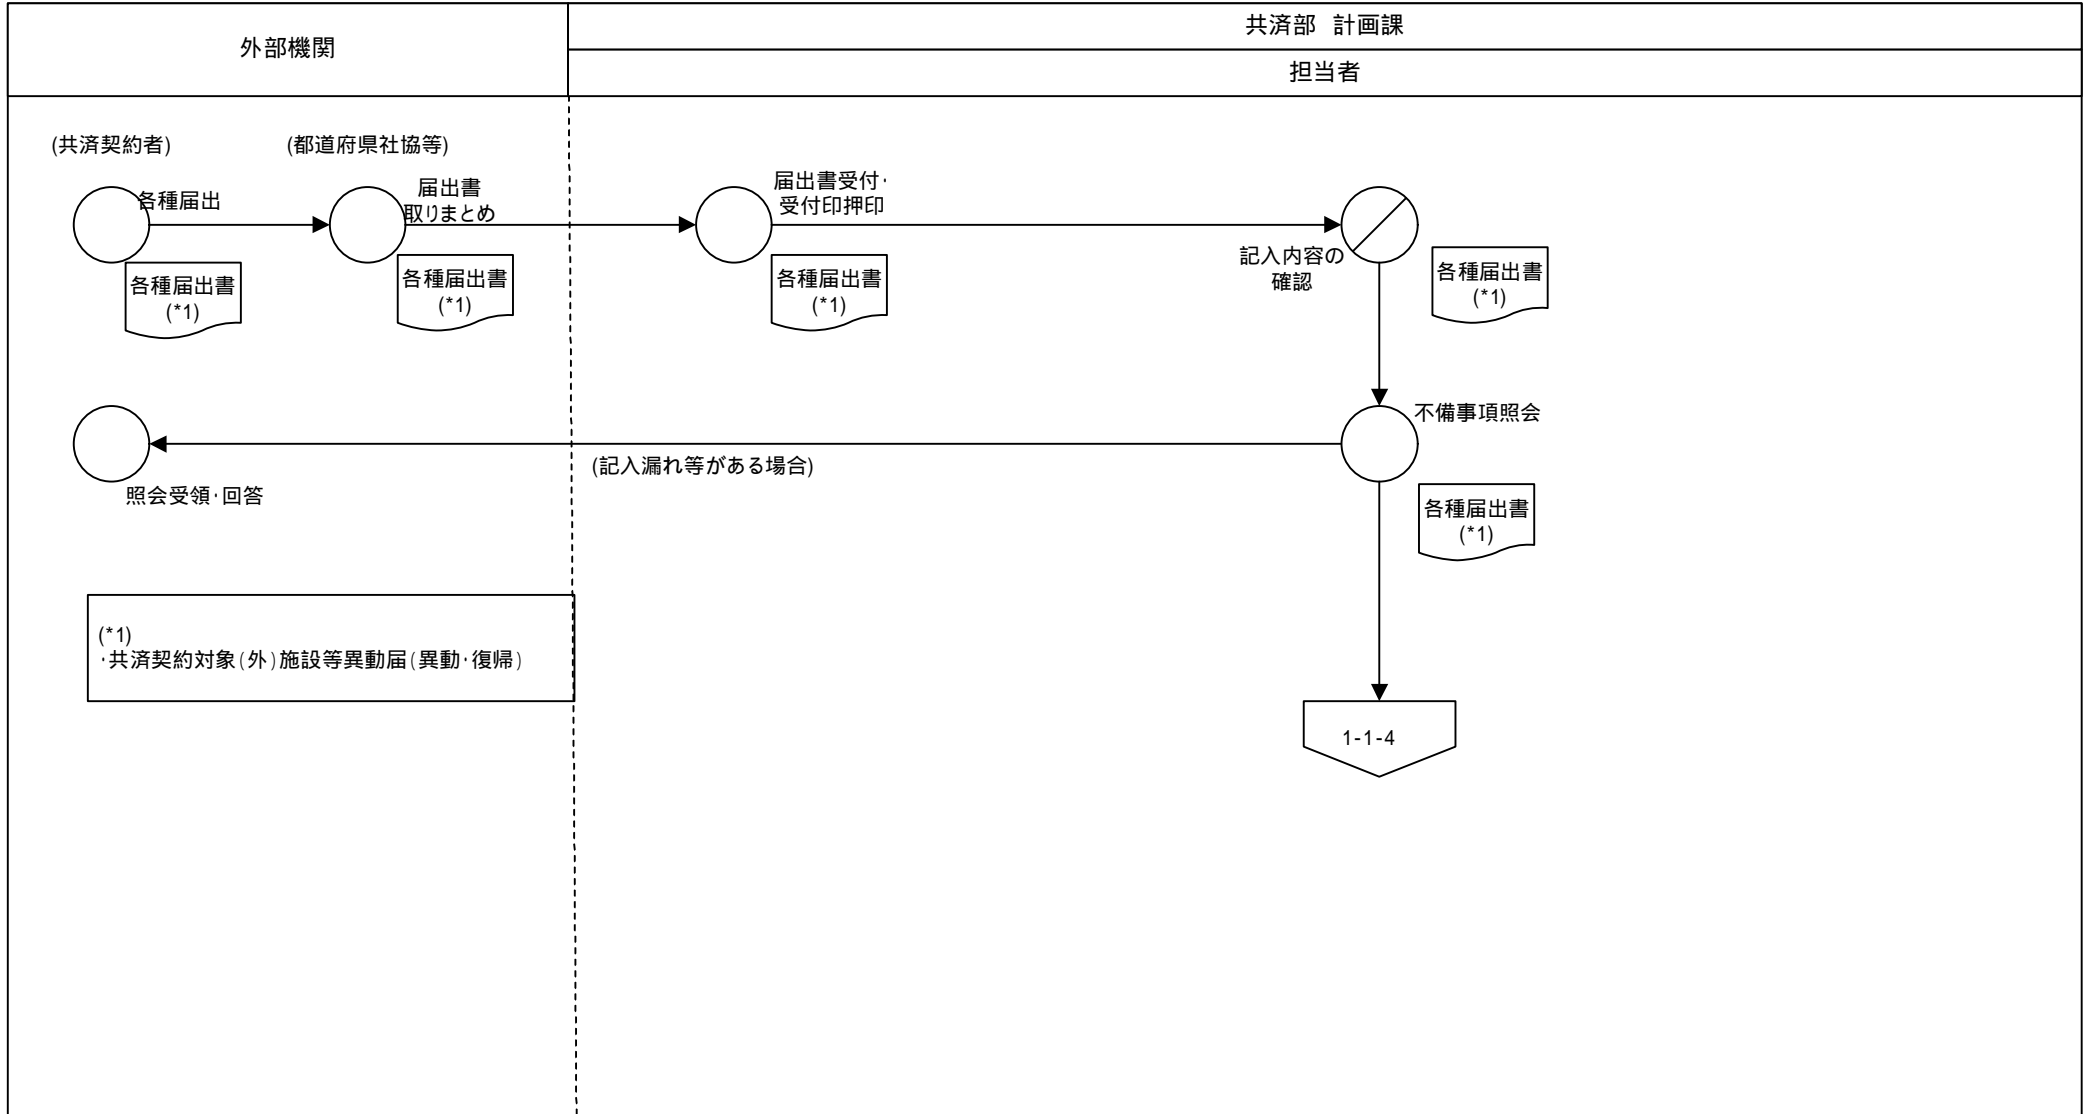 外部機関
共済部 計画課
担当者
(共済契約者)
(都道府県社協等)
各種届出
届出書
取りまとめ
届出書受付・
受付印押印
記入内容の
確認
各種届出書
(*1)
各種届出書
(*1)
各種届出書
(*1)
各種届出書
(*1)
不備事項照会
(記入漏れ等がある場合)
照会受領・回答
各種届出書
(*1)
(*1)
・共済契約対象(外)施設等異動届(異動・復帰)
1-1-4